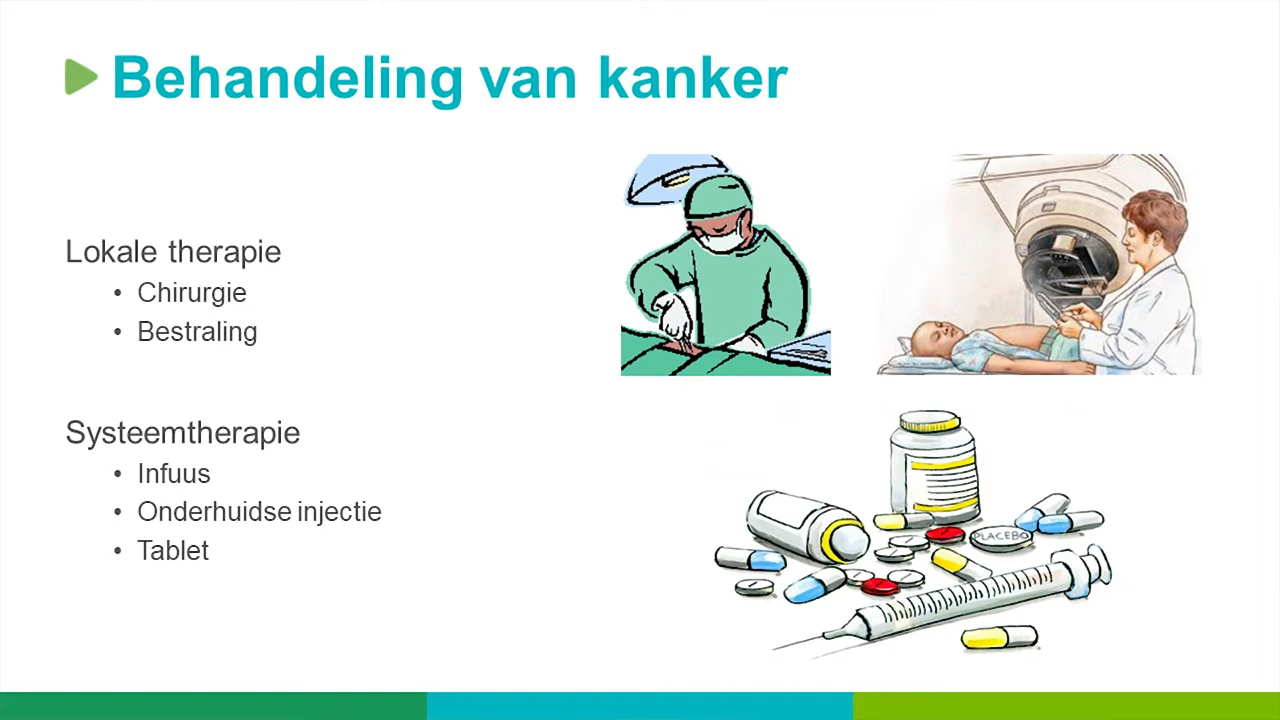 Behandeling van kanker
Lokale therapie
• Chirurgie
• Bestraling
Systeemtherapie
• Infuus
• Onderhuidse injectie
• Tablet
PLACEBO